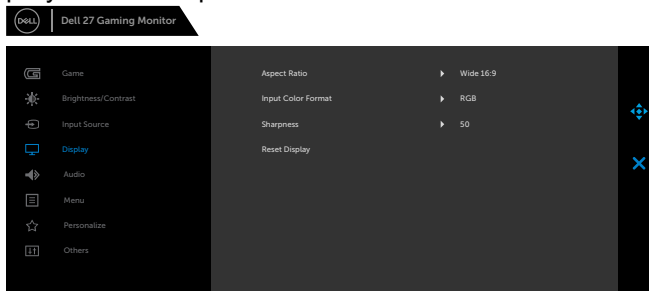 DELL
Dell 27 Gaming Monitor
Game
Aspect Ratio Wide 16:9
Brightness/Contrast
Input Color Format RGB
Input Source
Sharpness 50
Display
Reset Display
Audio
Menu
Personalize
Others